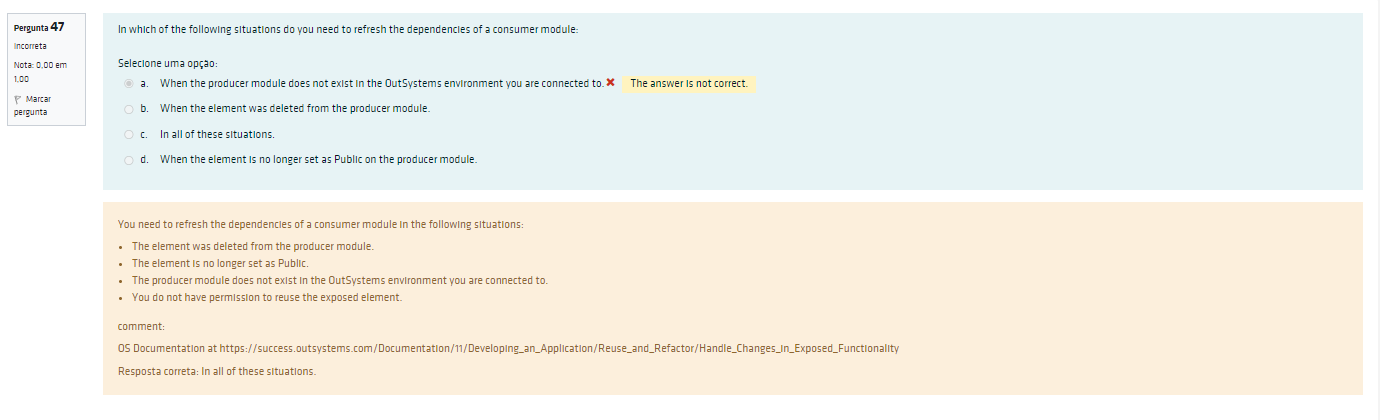 Pergunta 47
Incorreta
Nota: 0,00 em
1,00
Marcar
pergunta
In which of the following situations do you need to refresh the dependencies of a consumer module:
Selecione uma opção:
a. When the producer module does not exist in the OutSystems environment you are connected to. The answer is not correct.
b. When the element was deleted from the producer module.
c. In all of these situations.
d. When the element is no longer set as Public on the producer module.
You need to refresh the dependencies of a consumer module in the following situations:
• The element was deleted from the producer module.
• The element is no longer set as Public.
• The producer module does not exist in the OutSystems environment you are connected to.
• You do not have permission to reuse the exposed element.
comment:
OS Documentation at https://success.outsystems.com/Documentation/11/Developing_an_Application/Reuse_and_Refactor/Handle_Changes_in_Exposed_Functionality
Resposta correta: In all of these situations.